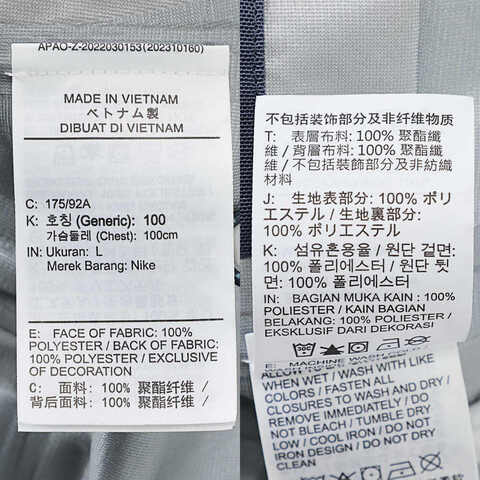 APAO-Z-2022030153(202310160)
MADE IN VIETNAM
ベトナム製
DIBUAT DI VIETNAM
C: 175/92A
K: 호칭 (Generic): 100
가슴둘레 (Chest): 100cm
IN: Ukuran: L
Merek Barang: Nike
E: FACE OF FABRIC: 100%
POLYESTER / BACK OF FABRIC:
100% POLYESTER / EXCLUSIVE
OF DECORATION
C: 面料: 100% 聚酯纤维 /
背后面料: 100% 聚酯纤维 /
不包括装饰部分及非纤维物质
T: 表層布料: 100% 聚酯纖
維 / 背層布料: 100% 聚酯纖
維 / 不包括裝飾部分及非紡織
材料
J: 生地表部分: 100% ポリ
エステル / 生地裏部分:
100% ポリエステル
K: 섬유혼용율 / 원단 겉면:
100% 폴리에스터 / 원단 뒷
면: 100% 폴리에스터
IN: BAGIAN MUKA KAIN : 100%
POLIESTER / KAIN BAGIAN
BELAKANG: 100% POLIESTER /
EKSKLUSIF DARI DEKORASI
E: MACHINE WASH
WHEN WET / WASH WITH LIKE
COLORS / FASTEN ALL
CLOSURES TO WASH AND DRY /
REMOVE IMMEDIATELY / DO
NOT BLEACH / TUMBLE DRY
LOW / COOL IRON / DO NOT
IRON DESIGN / DO NOT DRY
CLEAN